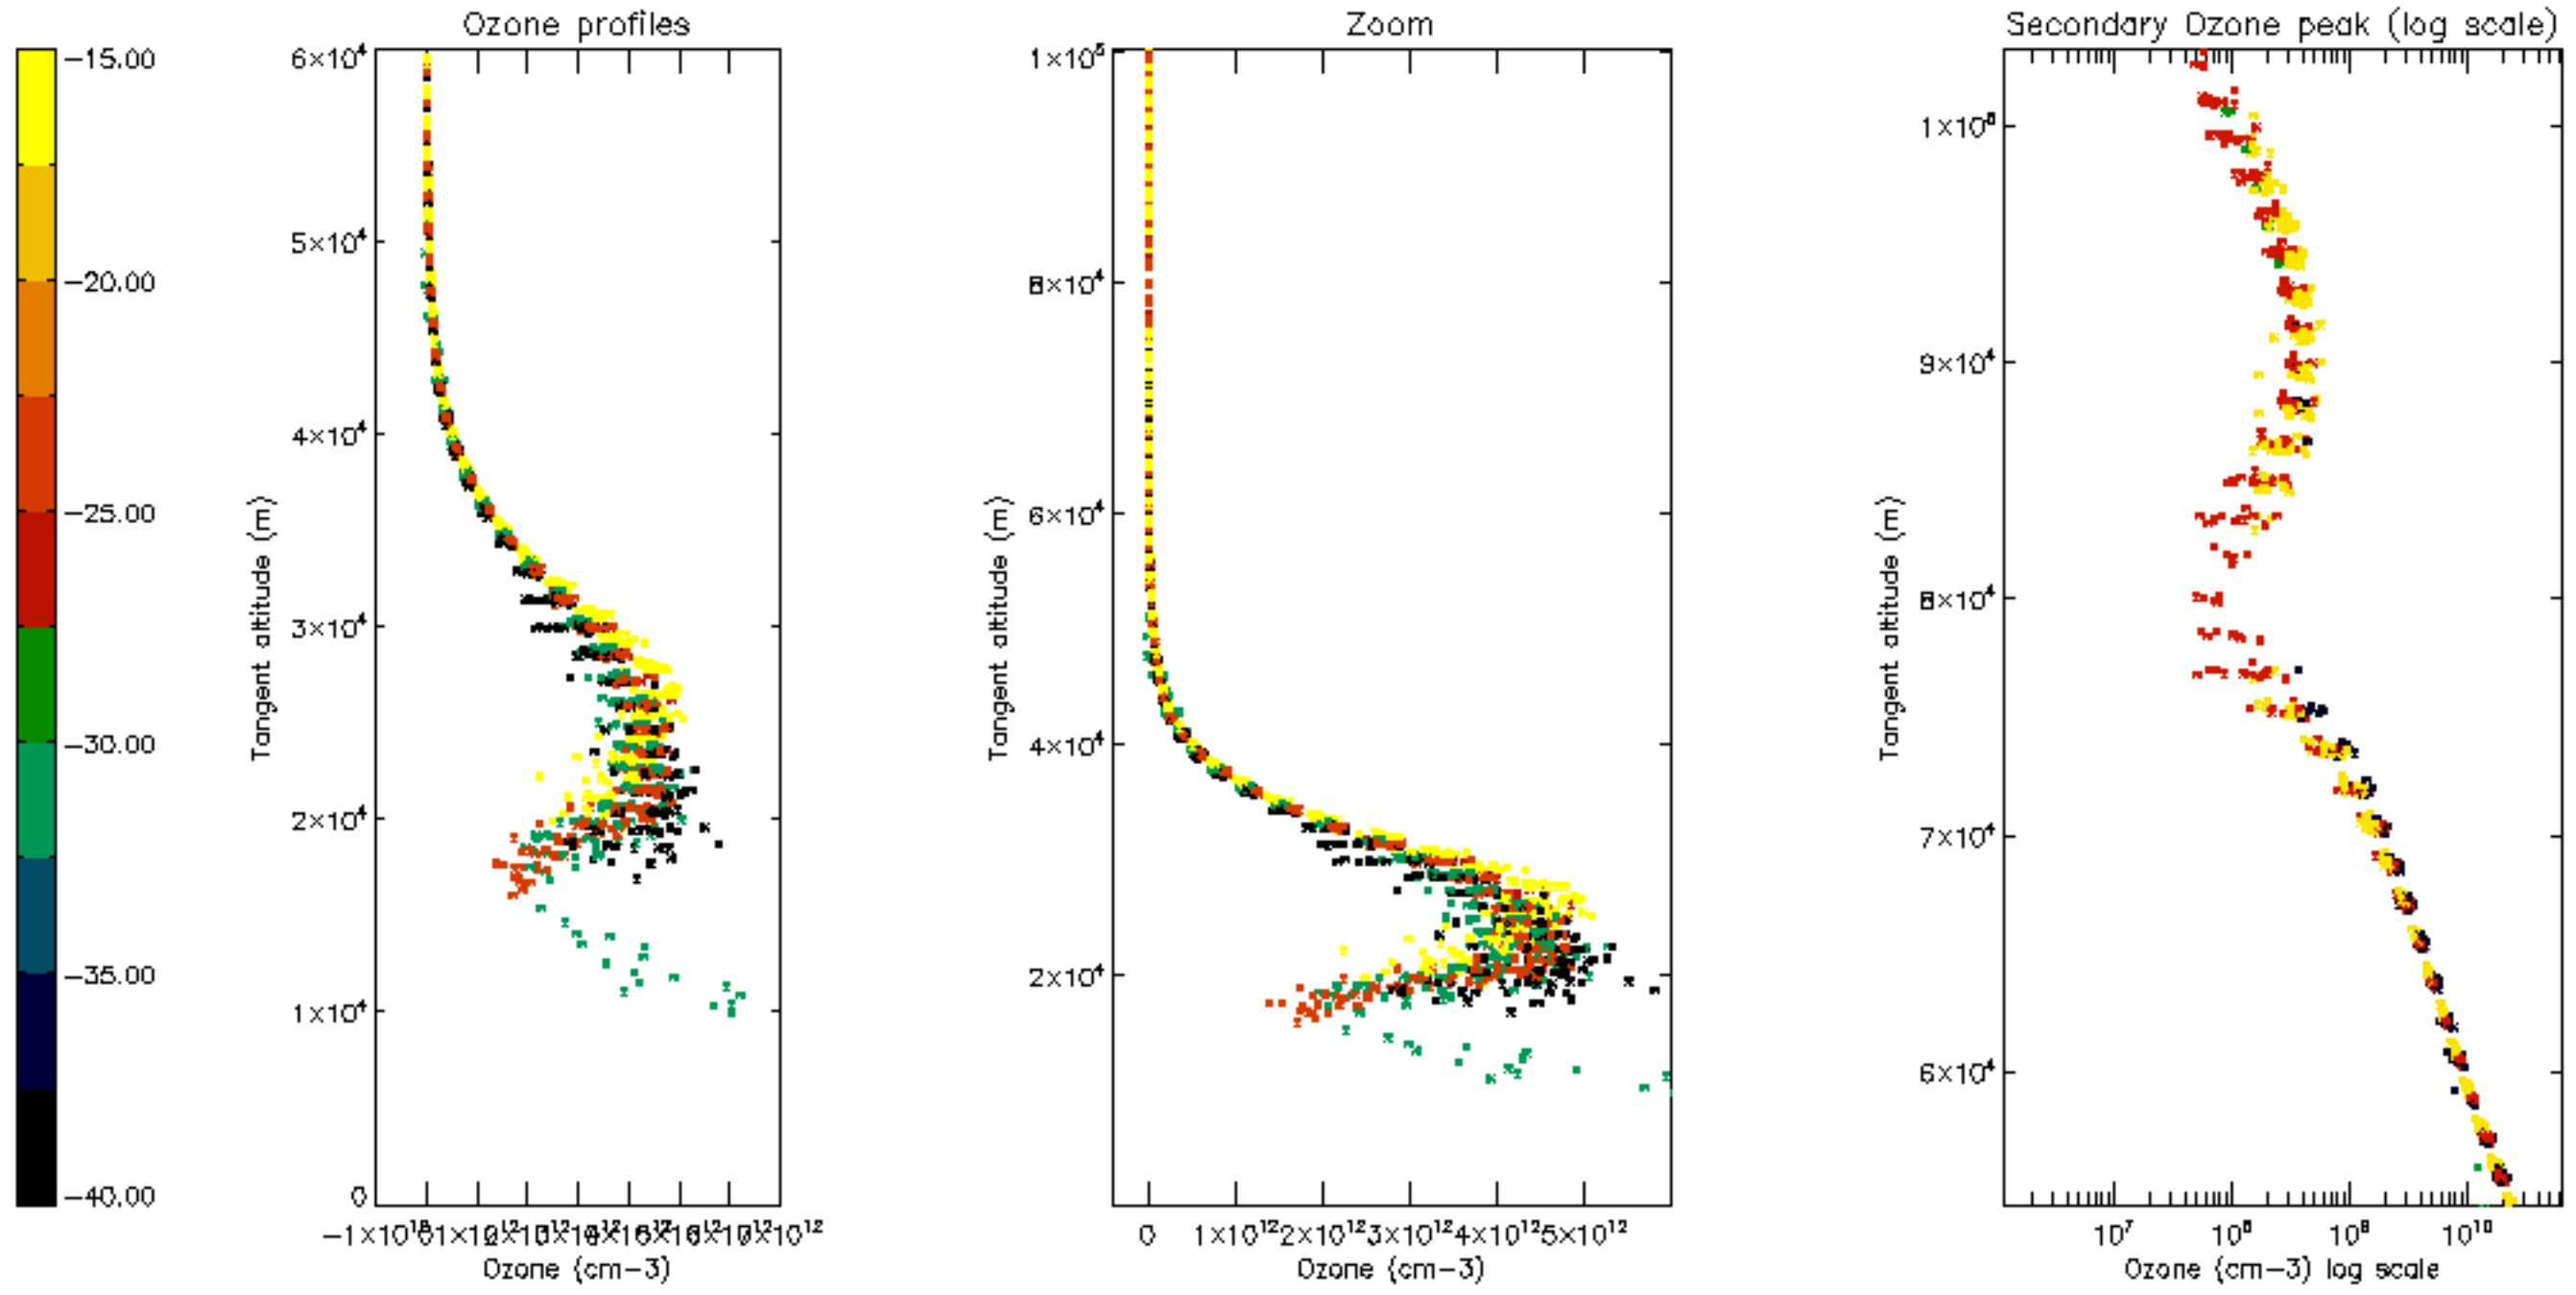 −15.00
−20.00
−25.00
−30.00
−35.00
−40.00
Ozone profiles
6×10⁴
5×10⁴
4×10⁴
3×10⁴
2×10⁴
1×10⁴
0
Tangent altitude (m)
Ozone (cm−3)
Zoom
1×10⁵
8×10⁴
6×10⁴
4×10⁴
2×10⁴
Tangent altitude (m)
0 1×10¹² 2×10¹² 3×10¹² 4×10¹² 5×10¹²
Ozone (cm−3)
Secondary Ozone peak (log scale)
1×10⁵
9×10⁴
8×10⁴
7×10⁴
6×10⁴
Tangent altitude (m)
10⁷ 10⁸ 10⁹ 10¹⁰
Ozone (cm−3) log scale